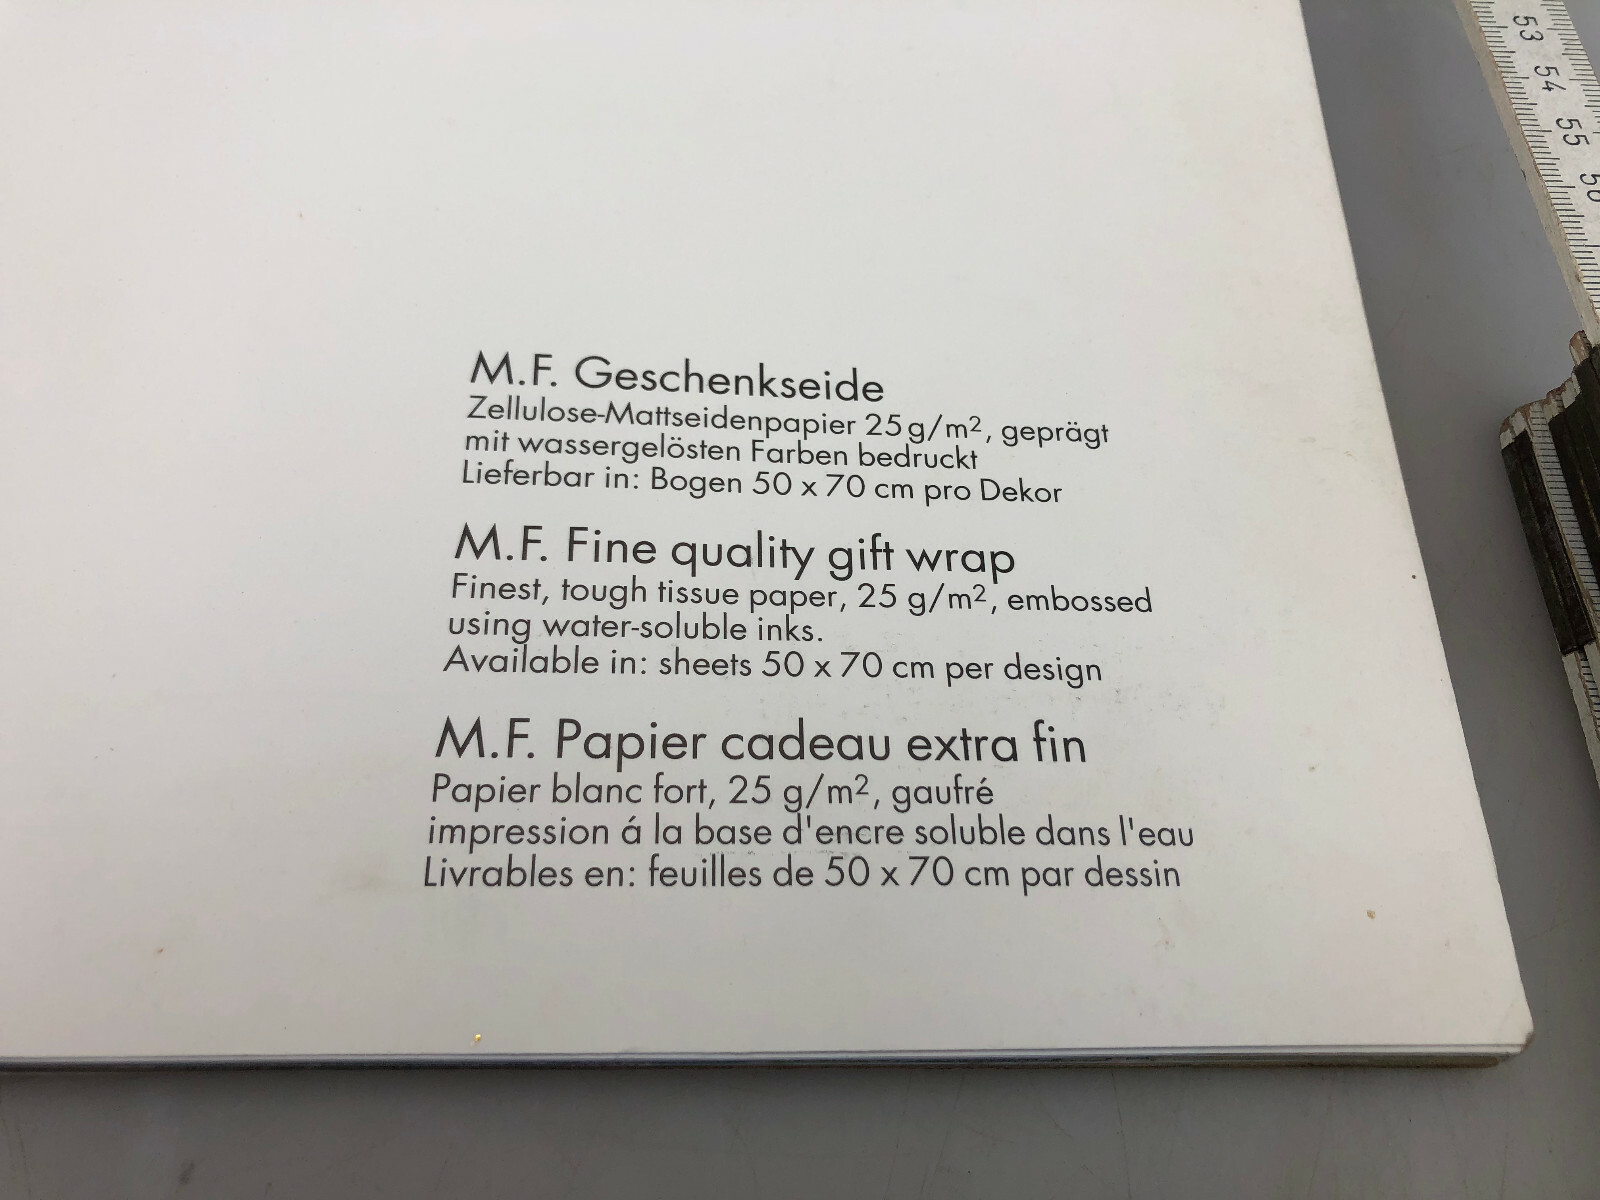 M.F. Geschenkseide
Zellulose-Mattseidenpapier 25 g/m², geprägt
mit wassergelösten Farben bedruckt
Lieferbar in: Bogen 50 x 70 cm pro Dekor
M.F. Fine quality gift wrap
Finest, tough tissue paper, 25 g/m², embossed
using water-soluble inks.
Available in: sheets 50 x 70 cm per design
M.F. Papier cadeau extra fin
Papier blanc fort, 25 g/m², gaufré
impression á la base d'encre soluble dans l'eau
Livrables en: feuilles de 50 x 70 cm par dessin
53
54
55
56